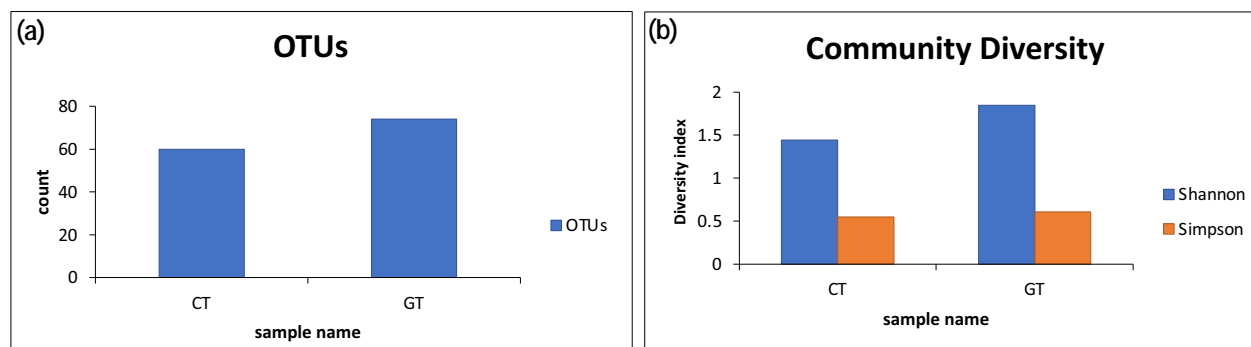 (a)
OTUs
80
60
40
20
0
count
CT GT
sample name
OTUs
(b)
Community Diversity
2
1.5
1
0.5
0
Diversity index
CT GT
sample name
Shannon
Simpson